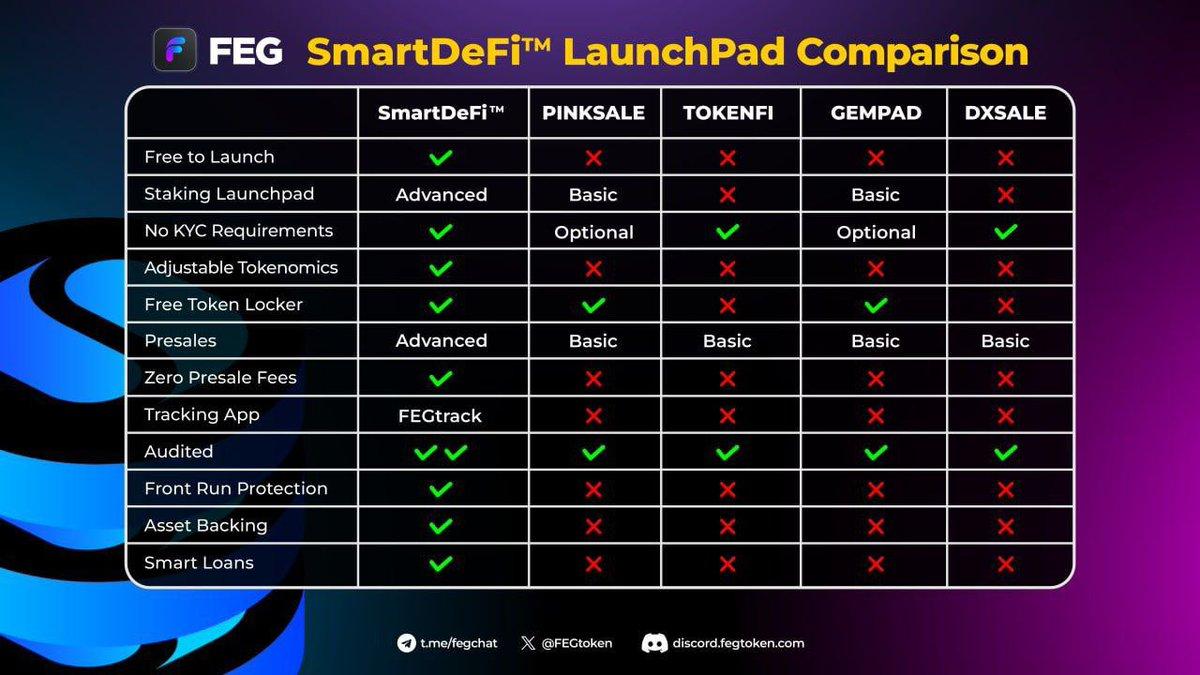 FEG SmartDeFi™ LaunchPad Comparison
SmartDeFi™ PINKSALE TOKENFI GEMPAD DXSALE
Free to Launch ✓ ✕ ✕ ✕ ✕
Staking Launchpad Advanced Basic ✕ Basic ✕
No KYC Requirements ✓ Optional ✓ Optional ✓
Adjustable Tokenomics ✓ ✕ ✕ ✕ ✕
Free Token Locker ✓ ✓ ✕ ✓ ✕
Presales Advanced Basic Basic Basic Basic
Zero Presale Fees ✓ ✕ ✕ ✕ ✕
Tracking App FEGtrack ✕ ✕ ✕ ✕
Audited ✓✓ ✓ ✓ ✓ ✓
Front Run Protection ✓ ✕ ✕ ✕ ✕
Asset Backing ✓ ✕ ✕ ✕ ✕
Smart Loans ✓ ✕ ✕ ✕ ✕
t.me/fegchat @FEGtoken discord.fegtoken.com